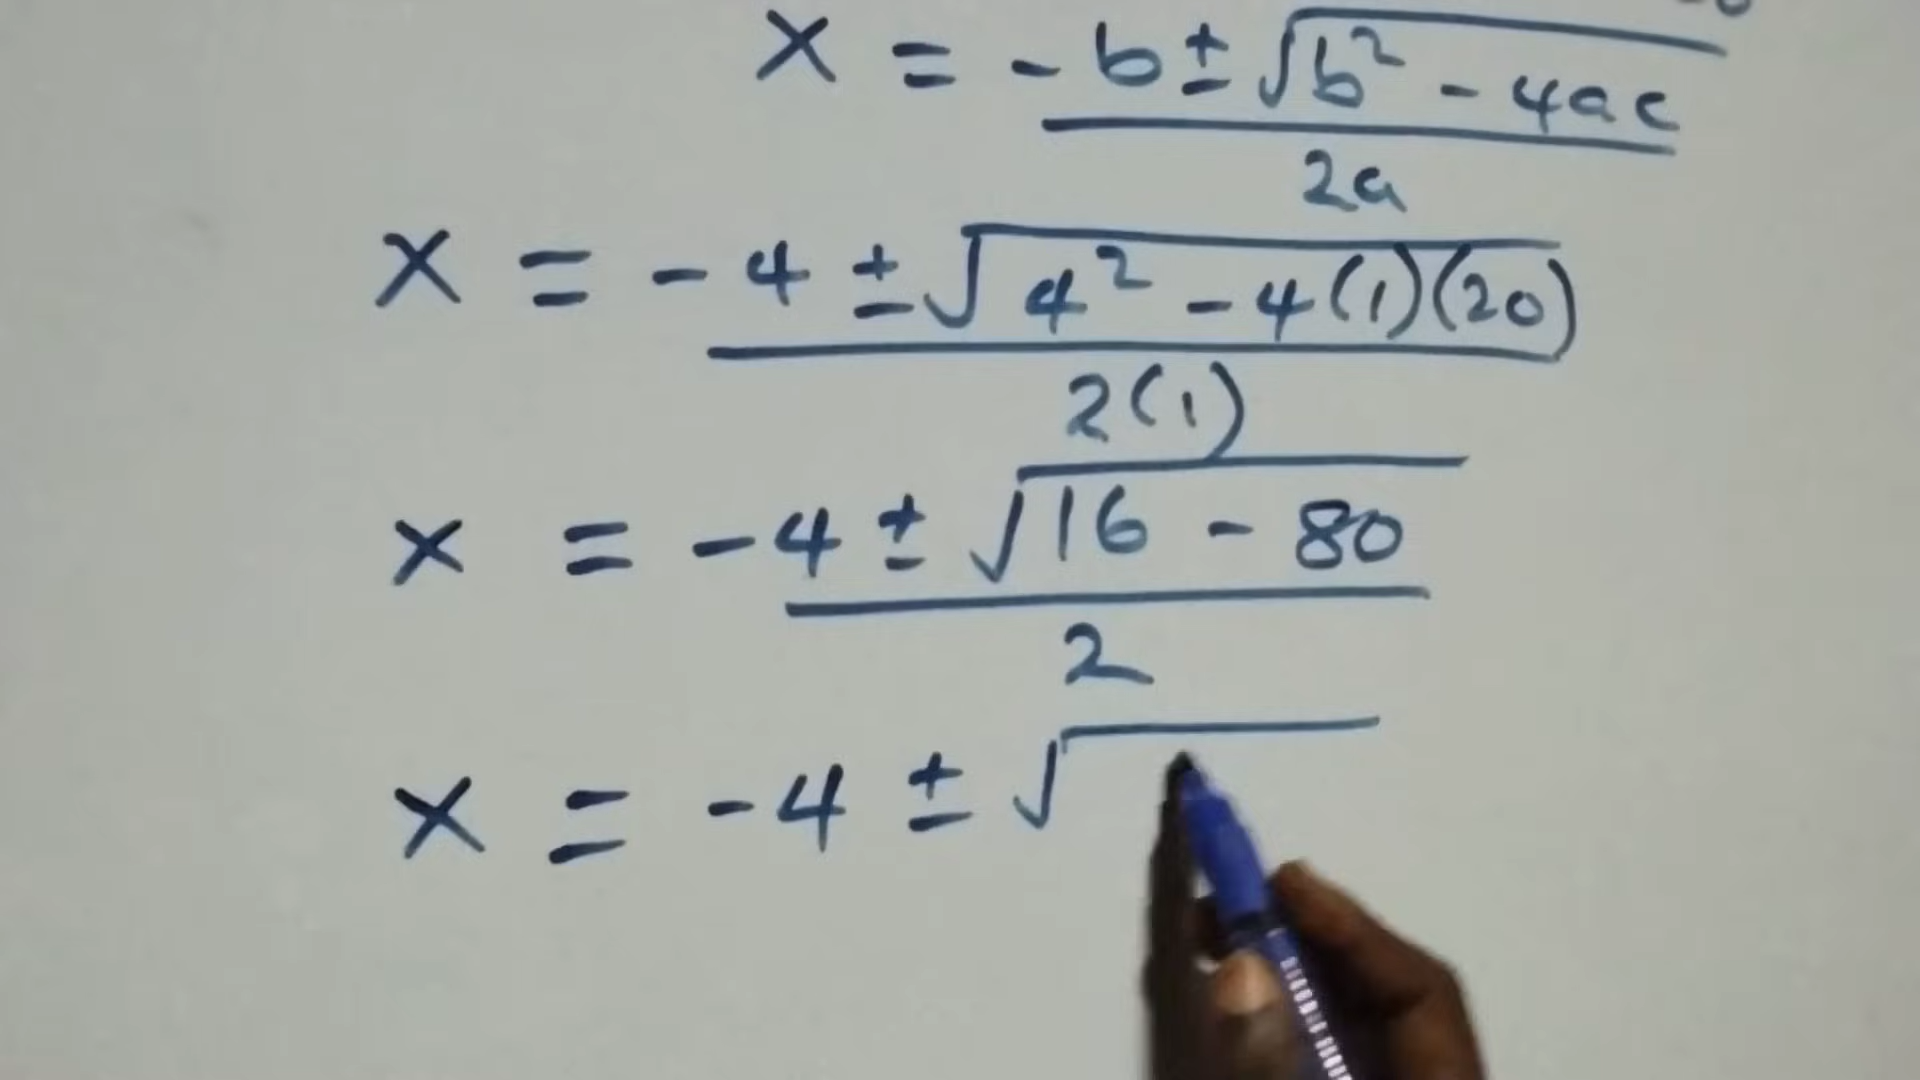 x = -b ± √b² - 4ac
2a
x = -4 ± √4² - 4(1)(20)
2(1)
x = -4 ± √16 - 80
2
x = -4 ± √